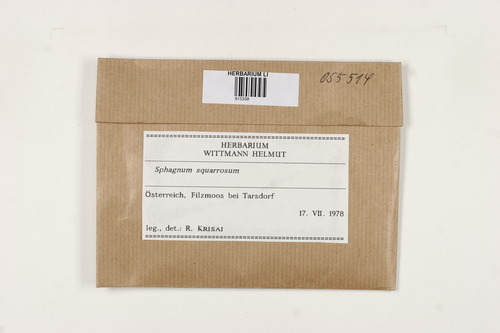 HERBARIUM LI
615358
055514
HERBARIUM
WITTMANN HELMUT
Sphagnum squarrosum
Österreich, Filzmoos bei Tarsdorf
17. VII. 1978
leg., det.: R. KRISAI